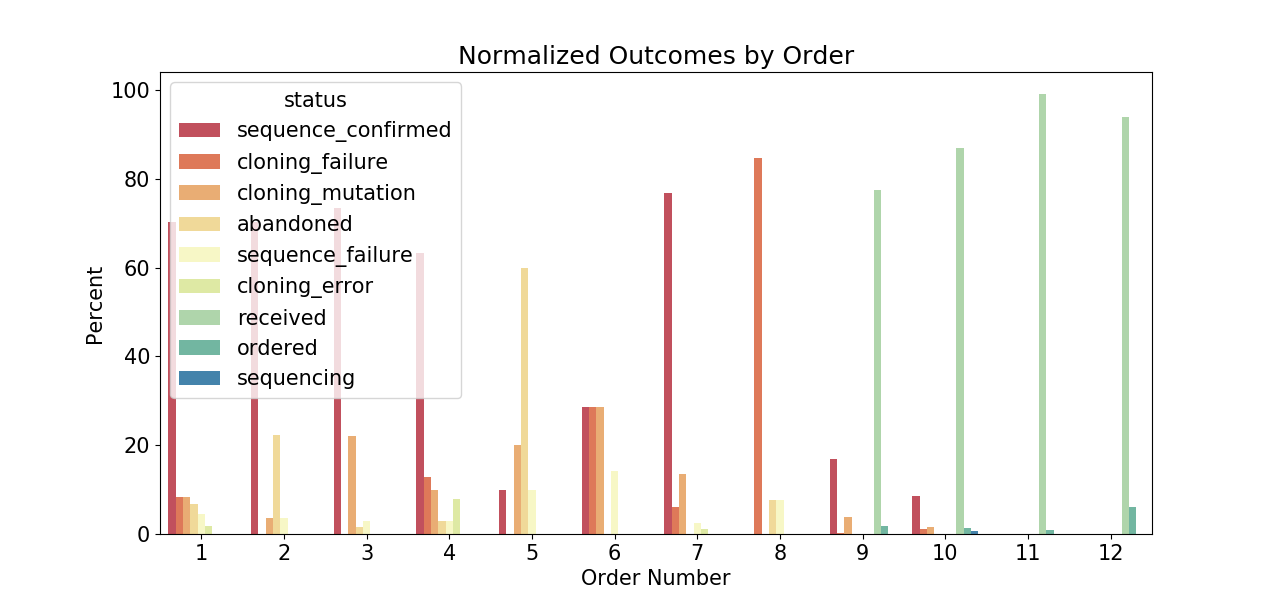 Normalized Outcomes by Order
status
sequence_confirmed
cloning_failure
cloning_mutation
abandoned
sequence_failure
cloning_error
received
ordered
sequencing
Percent
100
80
60
40
20
0
1 2 3 4 5 6 7 8 9 10 11 12
Order Number